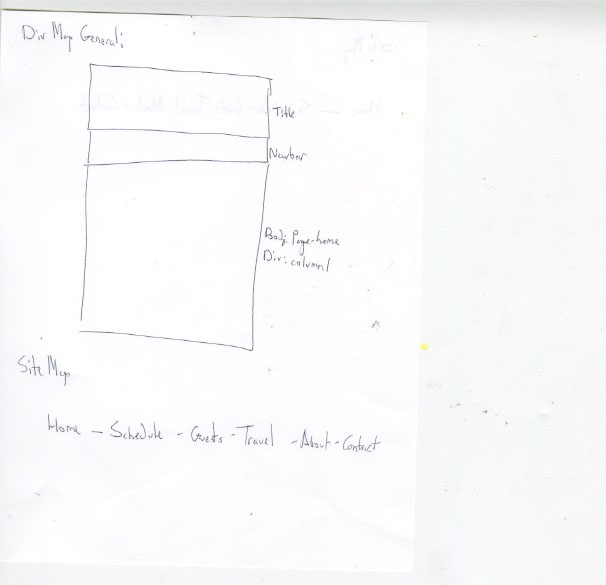 Div Map General:
Title
Navbar
Body: Page-home
Div: column1
Site Map
Home - Schedule - Guests - Travel - About - Contact